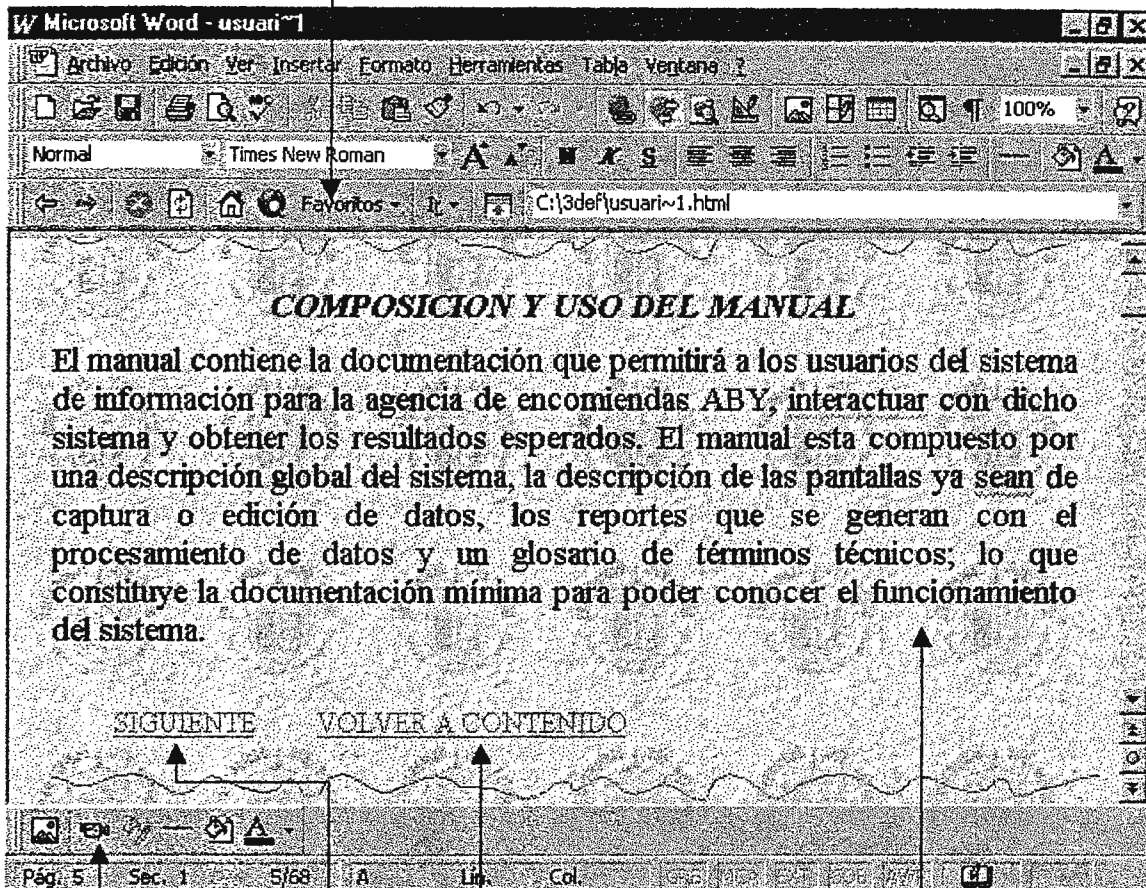 Microsoft Word - usuari~1
Archivo Edición Ver Insertar Formato Herramientas Tabla Ventana ?
100%
Normal Times New Roman N K S
Favoritos Ir C:\3def\usuari~1.html
COMPOSICION Y USO DEL MANUAL
El manual contiene la documentación que permitirá a los usuarios del sistema
de información para la agencia de encomiendas ABY, interactuar con dicho
sistema y obtener los resultados esperados. El manual esta compuesto por
una descripción global del sistema, la descripción de las pantallas ya sean de
captura o edición de datos, los reportes que se generan con el
procesamiento de datos y un glosario de términos técnicos; lo que
constituye la documentación mínima para poder conocer el funcionamiento
del sistema.
SIGUIENTE VOLVER A CONTENIDO
Pág. 5 Sec. 1 5/68 A Lín. Col.